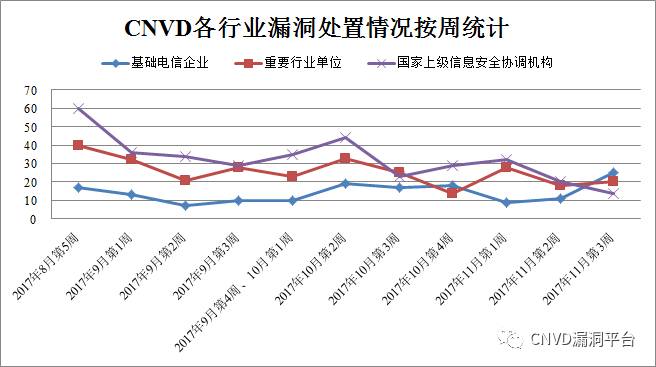 CNVD各行业漏洞处置情况按周统计
基础电信企业 重要行业单位 国家上级信息安全协调机构
70
60
50
40
30
20
10
0
2017年8月第5周
2017年9月第1周
2017年9月第2周
2017年9月第3周
2017年9月第4周、10月第1周
2017年10月第2周
2017年10月第3周
2017年10月第4周
2017年11月第1周
2017年11月第2周
2017年11月第3周
CNVD漏洞平台